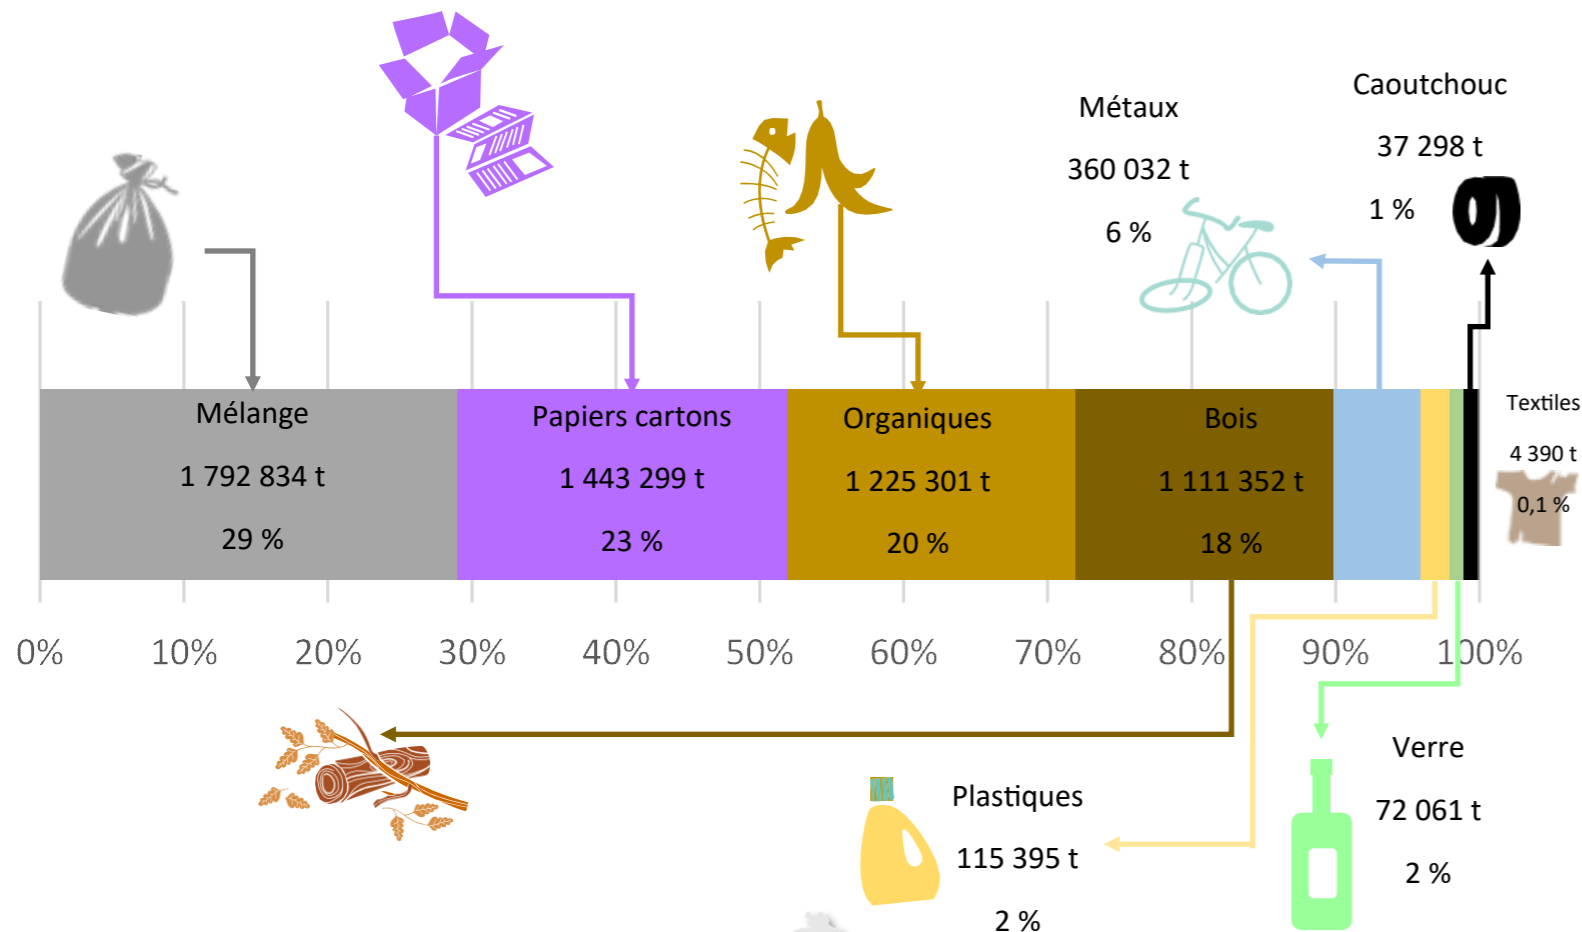 Métaux
360 032 t
6 %
Caoutchouc
37 298 t
1 %
Mélange
1 792 834 t
29 %
Papiers cartons
1 443 299 t
23 %
Organiques
1 225 301 t
20 %
Bois
1 111 352 t
18 %
Textiles
4 390 t
0,1 %
0% 10% 20% 30% 40% 50% 60% 70% 80% 90% 100%
Plastiques
115 395 t
2 %
Verre
72 061 t
2 %